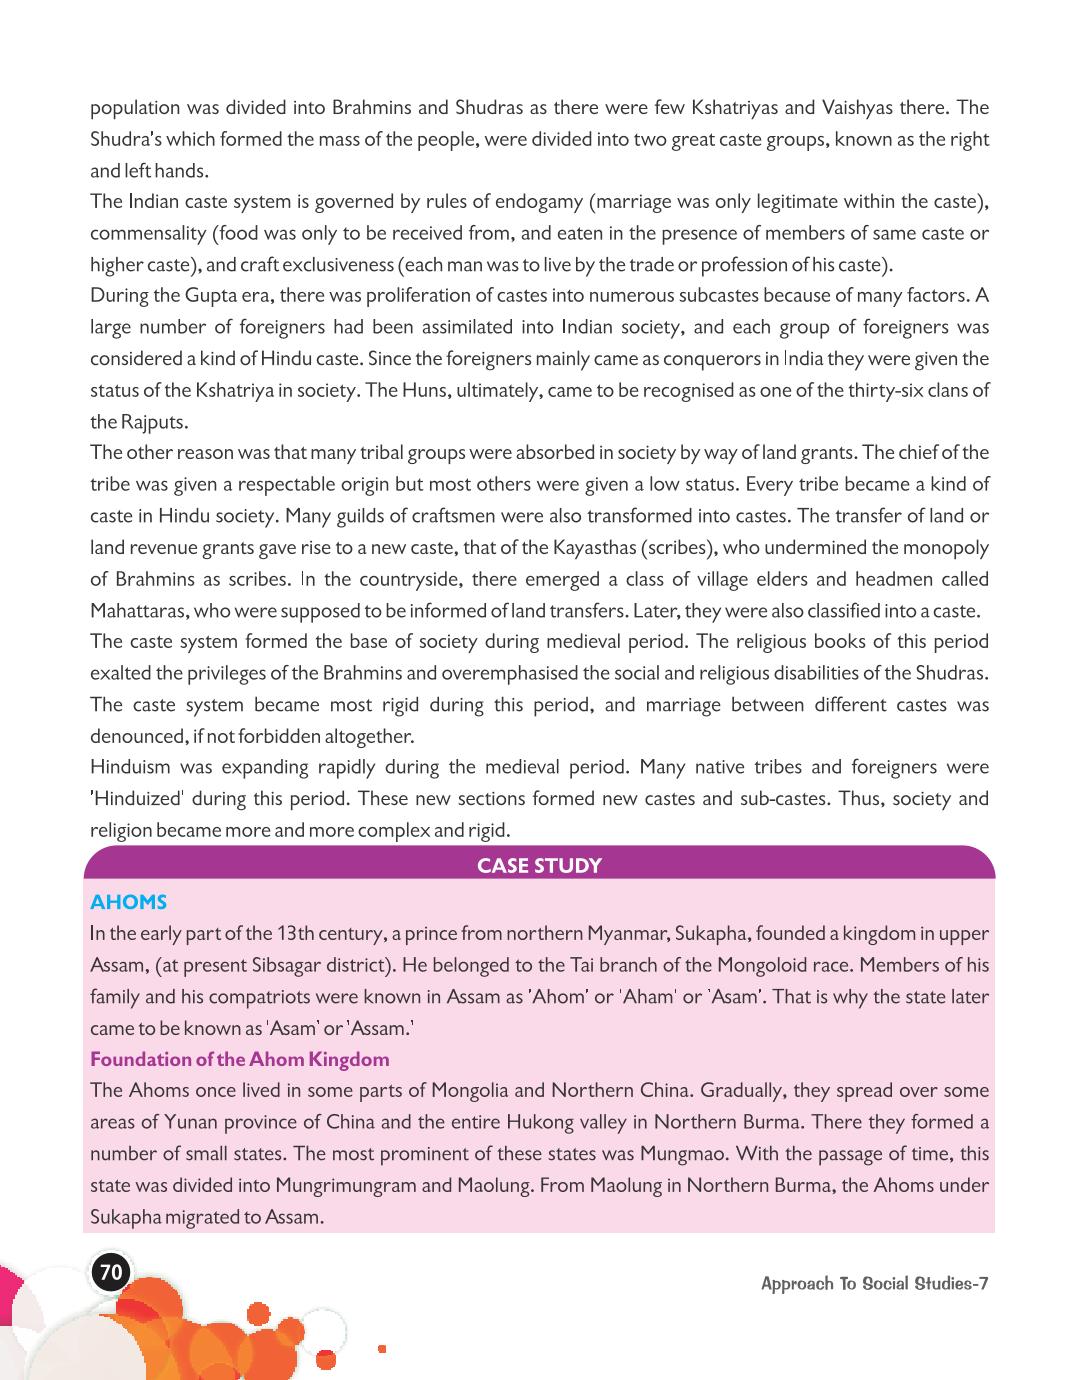 population was divided into Brahmins and Shudras as there were few Kshatriyas and Vaishyas there. The
Shudra's which formed the mass of the people, were divided into two great caste groups, known as the right
and left hands.
The Indian caste system is governed by rules of endogamy (marriage was only legitimate within the caste),
commensality (food was only to be received from, and eaten in the presence of members of same caste or
higher caste), and craft exclusiveness (each man was to live by the trade or profession of his caste).
During the Gupta era, there was proliferation of castes into numerous subcastes because of many factors. A
large number of foreigners had been assimilated into Indian society, and each group of foreigners was
considered a kind of Hindu caste. Since the foreigners mainly came as conquerors in India they were given the
status of the Kshatriya in society. The Huns, ultimately, came to be recognised as one of the thirty-six clans of
the Rajputs.
The other reason was that many tribal groups were absorbed in society by way of land grants. The chief of the
tribe was given a respectable origin but most others were given a low status. Every tribe became a kind of
caste in Hindu society. Many guilds of craftsmen were also transformed into castes. The transfer of land or
land revenue grants gave rise to a new caste, that of the Kayasthas (scribes), who undermined the monopoly
of Brahmins as scribes. In the countryside, there emerged a class of village elders and headmen called
Mahattaras, who were supposed to be informed of land transfers. Later, they were also classified into a caste.
The caste system formed the base of society during medieval period. The religious books of this period
exalted the privileges of the Brahmins and overemphasised the social and religious disabilities of the Shudras.
The caste system became most rigid during this period, and marriage between different castes was
denounced, if not forbidden altogether.
Hinduism was expanding rapidly during the medieval period. Many native tribes and foreigners were
'Hinduized' during this period. These new sections formed new castes and sub-castes. Thus, society and
religion became more and more complex and rigid.
CASE STUDY
AHOMS
In the early part of the 13th century, a prince from northern Myanmar, Sukapha, founded a kingdom in upper
Assam, (at present Sibsagar district). He belonged to the Tai branch of the Mongoloid race. Members of his
family and his compatriots were known in Assam as 'Ahom' or 'Aham' or 'Asam'. That is why the state later
came to be known as 'Asam' or 'Assam.'
Foundation of the Ahom Kingdom
The Ahoms once lived in some parts of Mongolia and Northern China. Gradually, they spread over some
areas of Yunan province of China and the entire Hukong valley in Northern Burma. There they formed a
number of small states. The most prominent of these states was Mungmao. With the passage of time, this
state was divided into Mungrimungram and Maolung. From Maolung in Northern Burma, the Ahoms under
Sukapha migrated to Assam.
70
Approach To Social Studies-7